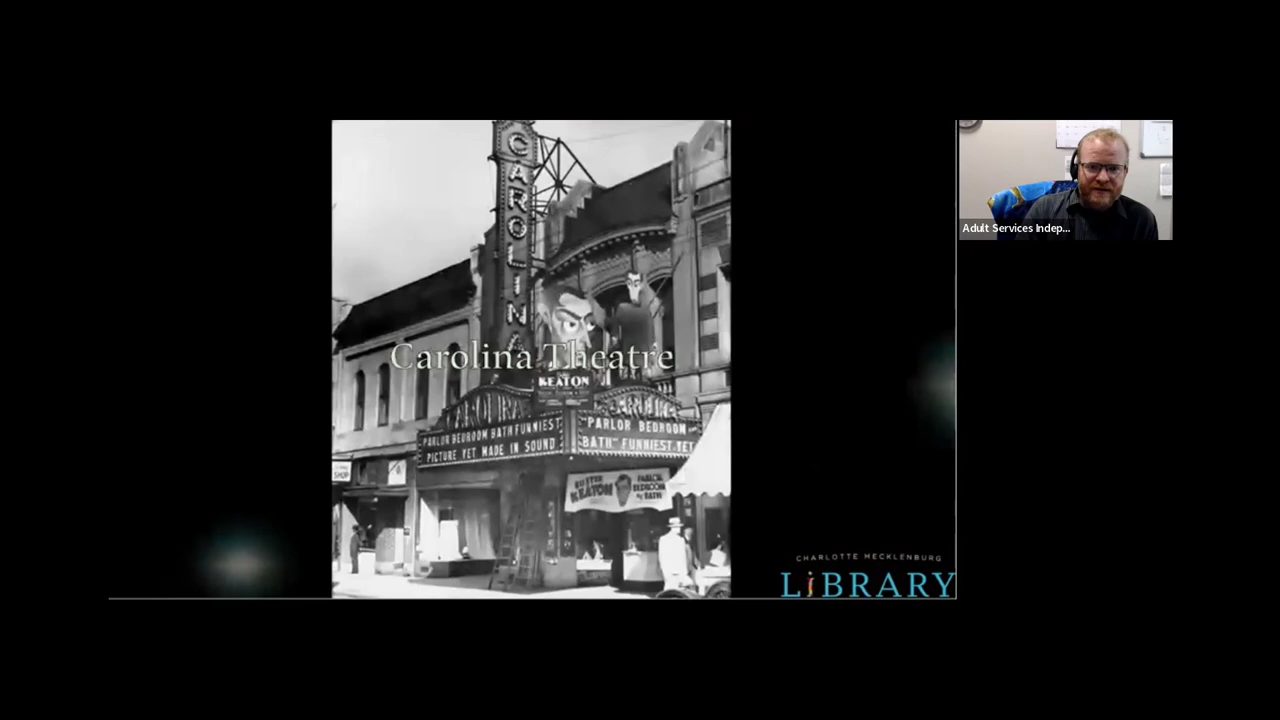 CAROLINA
Carolina Theatre
KEATON
PARLOR BEDROOM BATH FUNNIEST
PICTURE YET MADE IN SOUND
"PARLOR BEDROOM
BATH" FUNNIEST YET
BUSTER
KEATON
PARLOR
BEDROOM
& BATH
SHOP
Adult Services Indep...
CHARLOTTE MECKLENBURG
LiBRARY